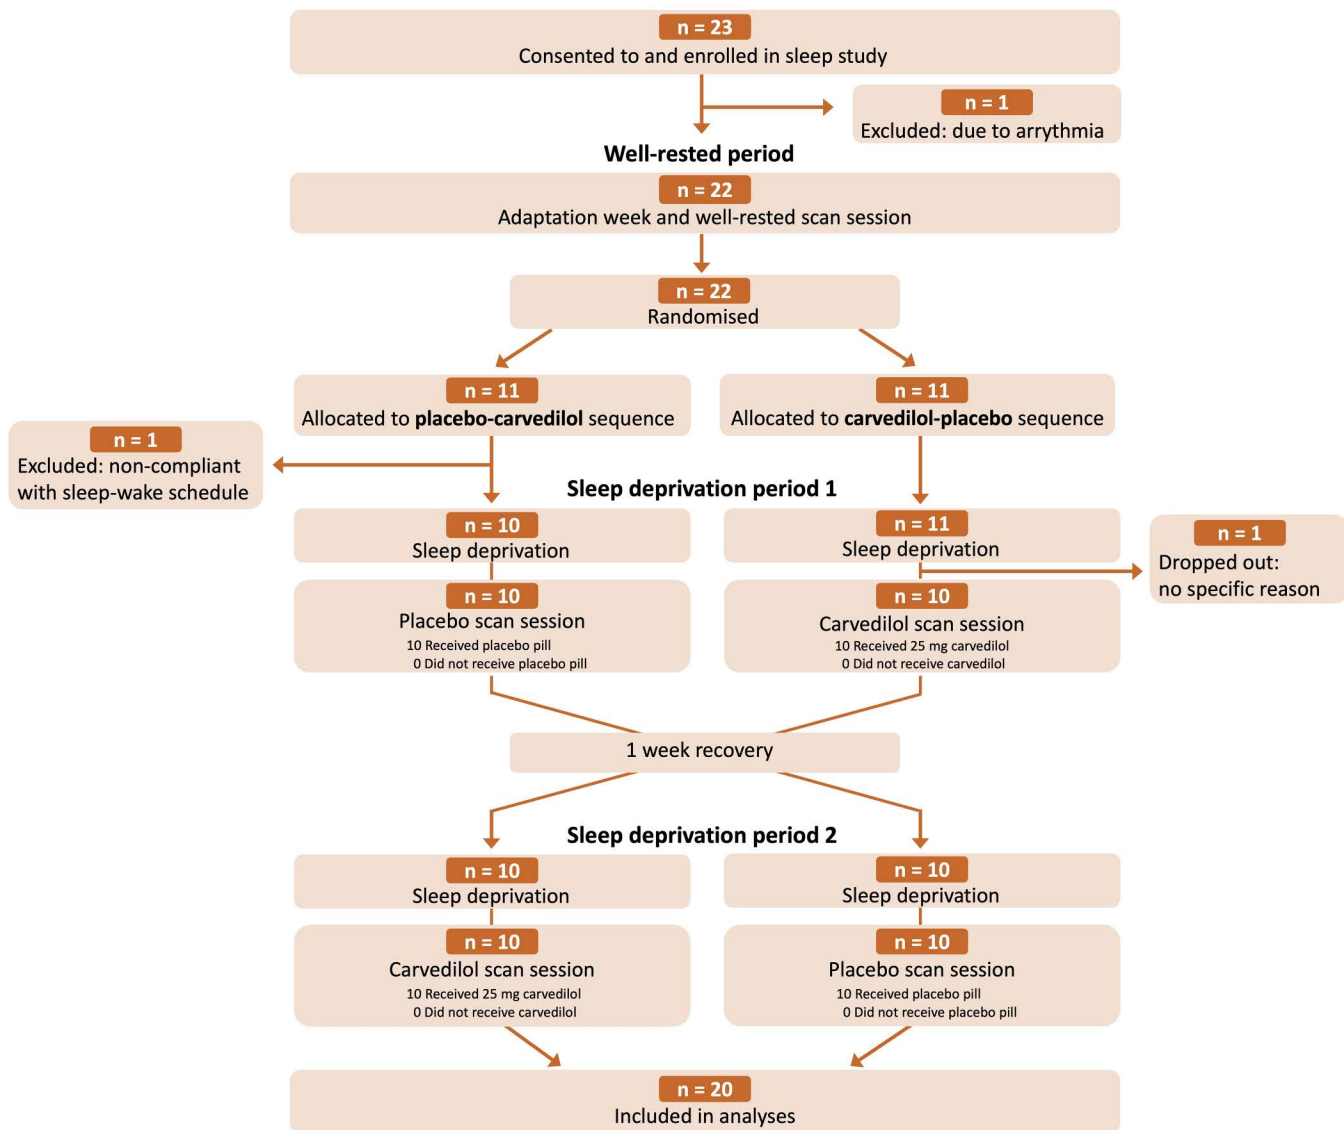 n = 23
Consented to and enrolled in sleep study
n = 1
Excluded: due to arrythmia
Well-rested period
n = 22
Adaptation week and well-rested scan session
n = 22
Randomised
n = 11
Allocated to placebo-carvedilol sequence
n = 11
Allocated to carvedilol-placebo sequence
n = 1
Excluded: non-compliant
with sleep-wake schedule
Sleep deprivation period 1
n = 10
Sleep deprivation
n = 11
Sleep deprivation
n = 1
Dropped out:
no specific reason
n = 10
Placebo scan session
10 Received placebo pill
0 Did not receive placebo pill
n = 10
Carvedilol scan session
10 Received 25 mg carvedilol
0 Did not receive carvedilol
1 week recovery
Sleep deprivation period 2
n = 10
Sleep deprivation
n = 10
Sleep deprivation
n = 10
Carvedilol scan session
10 Received 25 mg carvedilol
0 Did not receive carvedilol
n = 10
Placebo scan session
10 Received placebo pill
0 Did not receive placebo pill
n = 20
Included in analyses